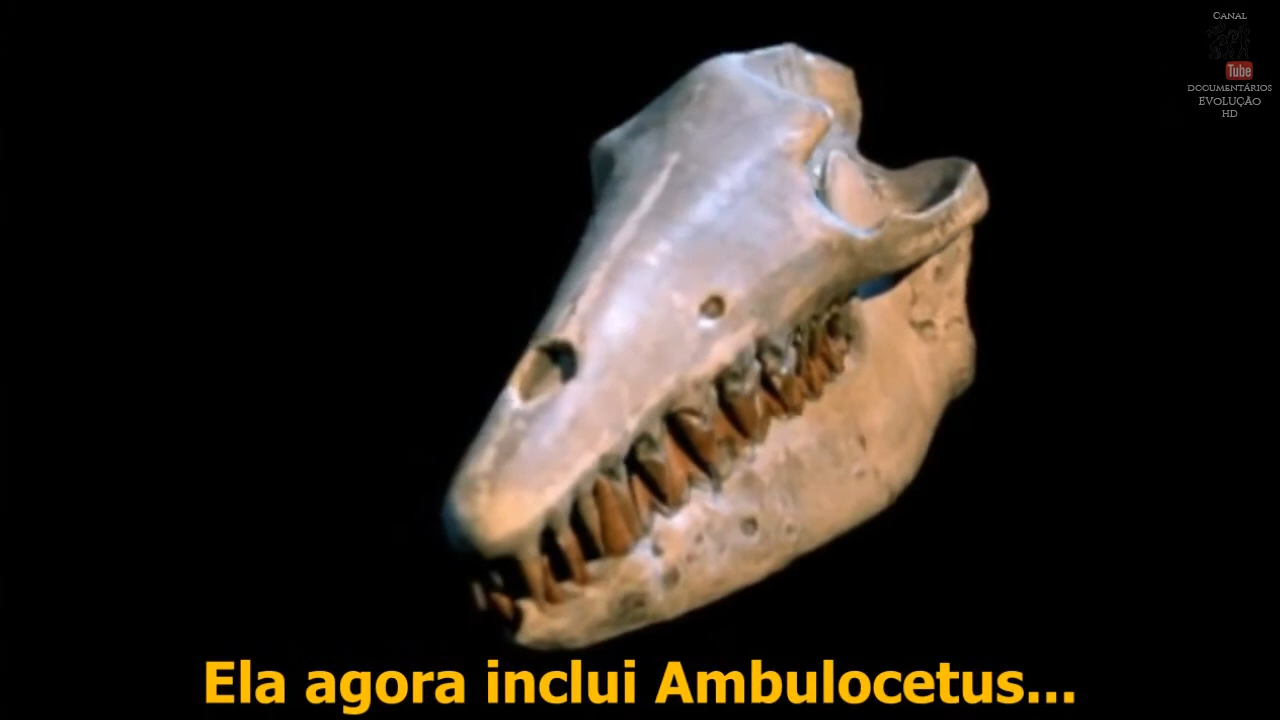 Canal
Tube
Documentários
Evolução
HD
Ela agora inclui Ambulocetus...